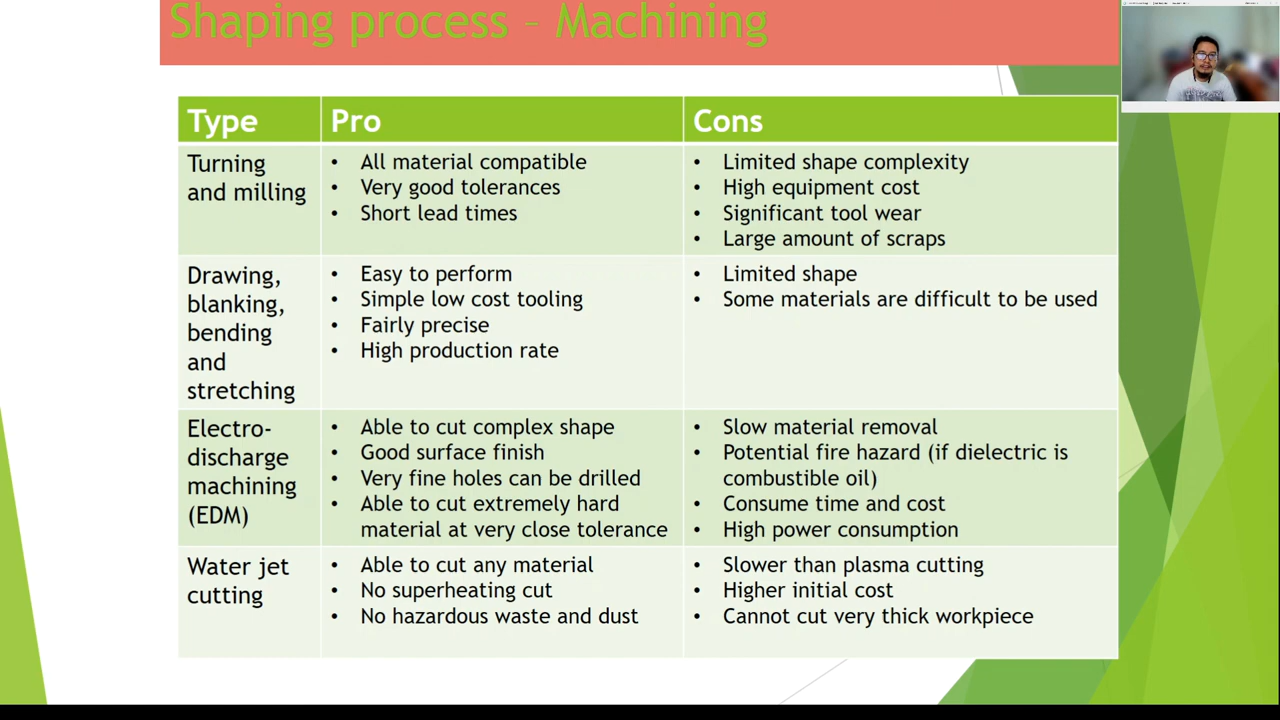 Shaping process – Machining
Type
Pro
Cons
Turning
and milling
• All material compatible
• Very good tolerances
• Short lead times
• Limited shape complexity
• High equipment cost
• Significant tool wear
• Large amount of scraps
Drawing,
blanking,
bending
and
stretching
• Easy to perform
• Simple low cost tooling
• Fairly precise
• High production rate
• Limited shape
• Some materials are difficult to be used
Electro-
discharge
machining
(EDM)
• Able to cut complex shape
• Good surface finish
• Very fine holes can be drilled
• Able to cut extremely hard
material at very close tolerance
• Slow material removal
• Potential fire hazard (if dielectric is
combustible oil)
• Consume time and cost
• High power consumption
Water jet
cutting
• Able to cut any material
• No superheating cut
• No hazardous waste and dust
• Slower than plasma cutting
• Higher initial cost
• Cannot cut very thick workpiece